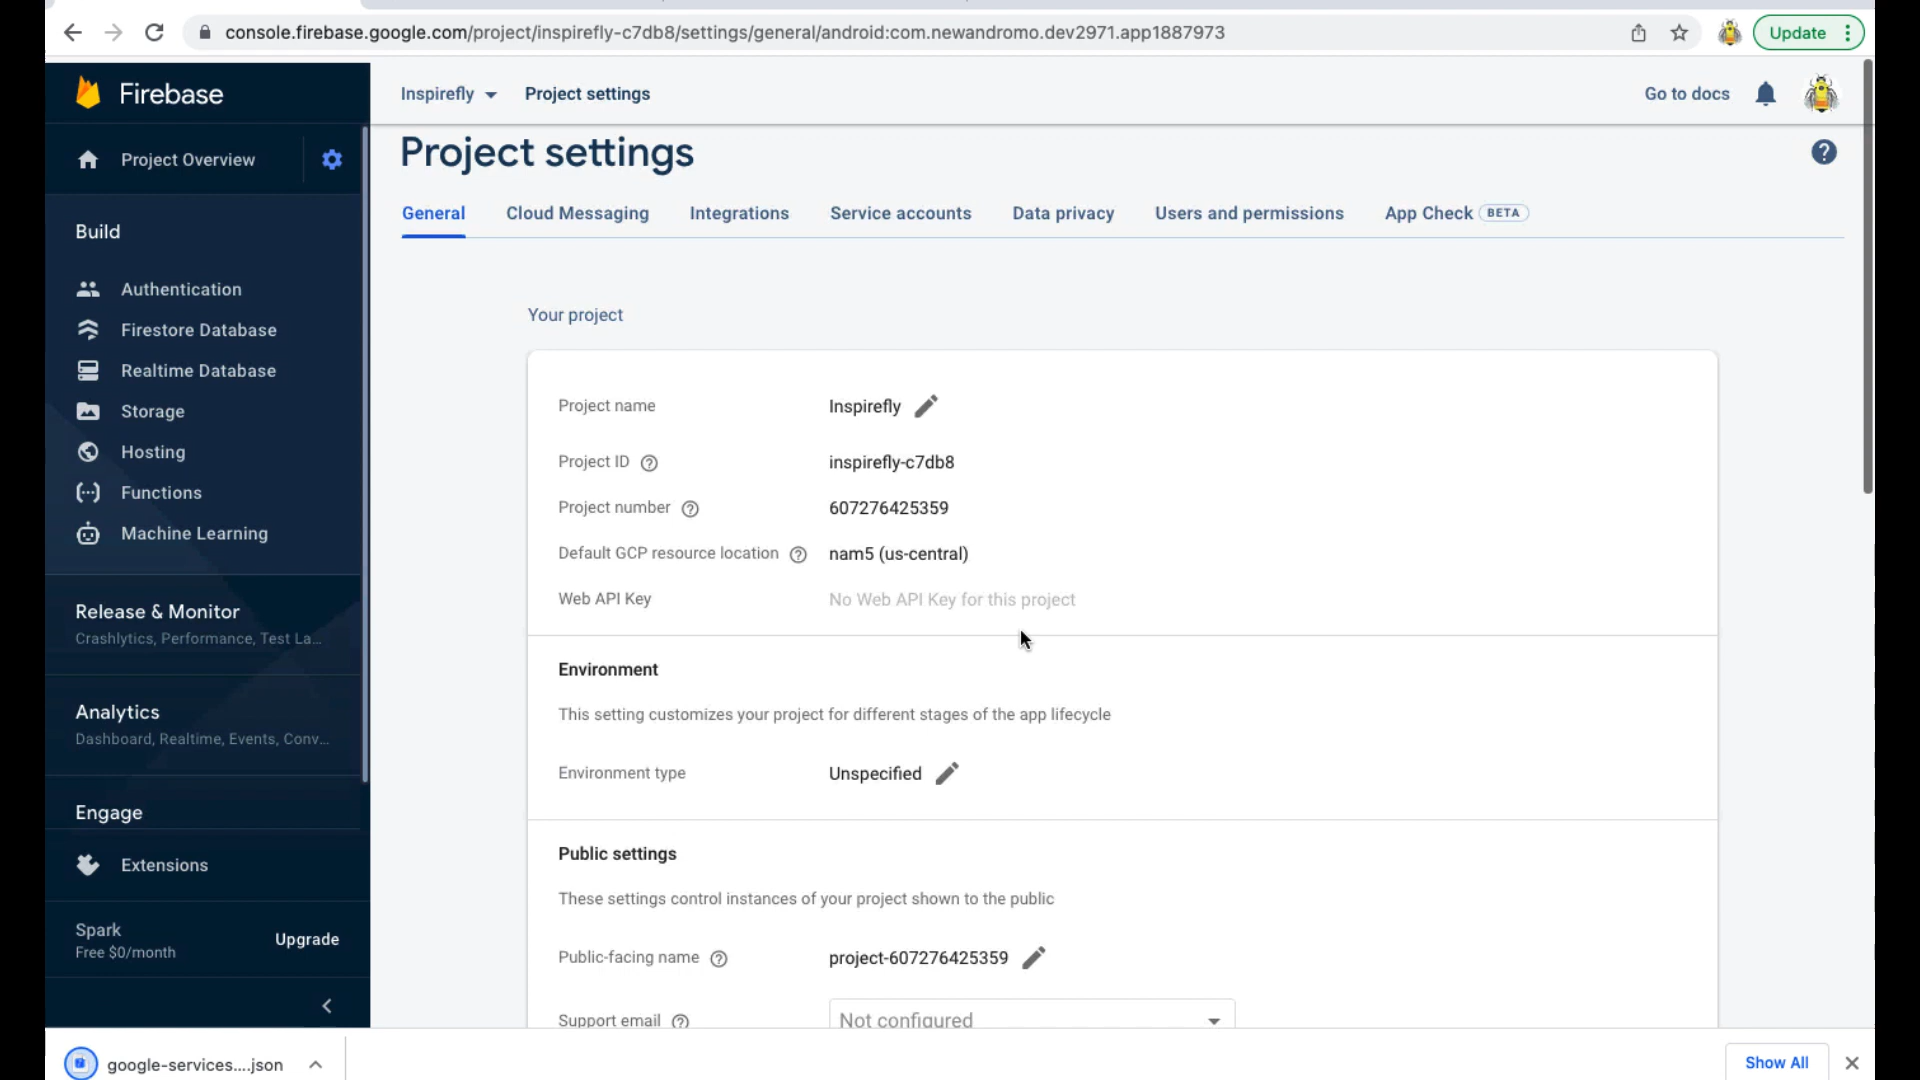 console.firebase.google.com/project/inspirefly-c7db8/settings/general/android:com.newandromo.dev2971.app1887973
Update
Firebase
Inspirefly
Project settings
Go to docs
Project Overview
Project settings
General
Cloud Messaging
Integrations
Service accounts
Data privacy
Users and permissions
App Check BETA
Build
Authentication
Firestore Database
Realtime Database
Storage
Hosting
Functions
Machine Learning
Release & Monitor
Crashlytics, Performance, Test La...
Analytics
Dashboard, Realtime, Events, Conv...
Engage
Extensions
Spark
Free $0/month
Upgrade
Your project
Project name
Inspirefly
Project ID
inspirefly-c7db8
Project number
607276425359
Default GCP resource location
nam5 (us-central)
Web API Key
No Web API Key for this project
Environment
This setting customizes your project for different stages of the app lifecycle
Environment type
Unspecified
Public settings
These settings control instances of your project shown to the public
Public-facing name
project-607276425359
Support email
Not configured
google-services....json
Show All